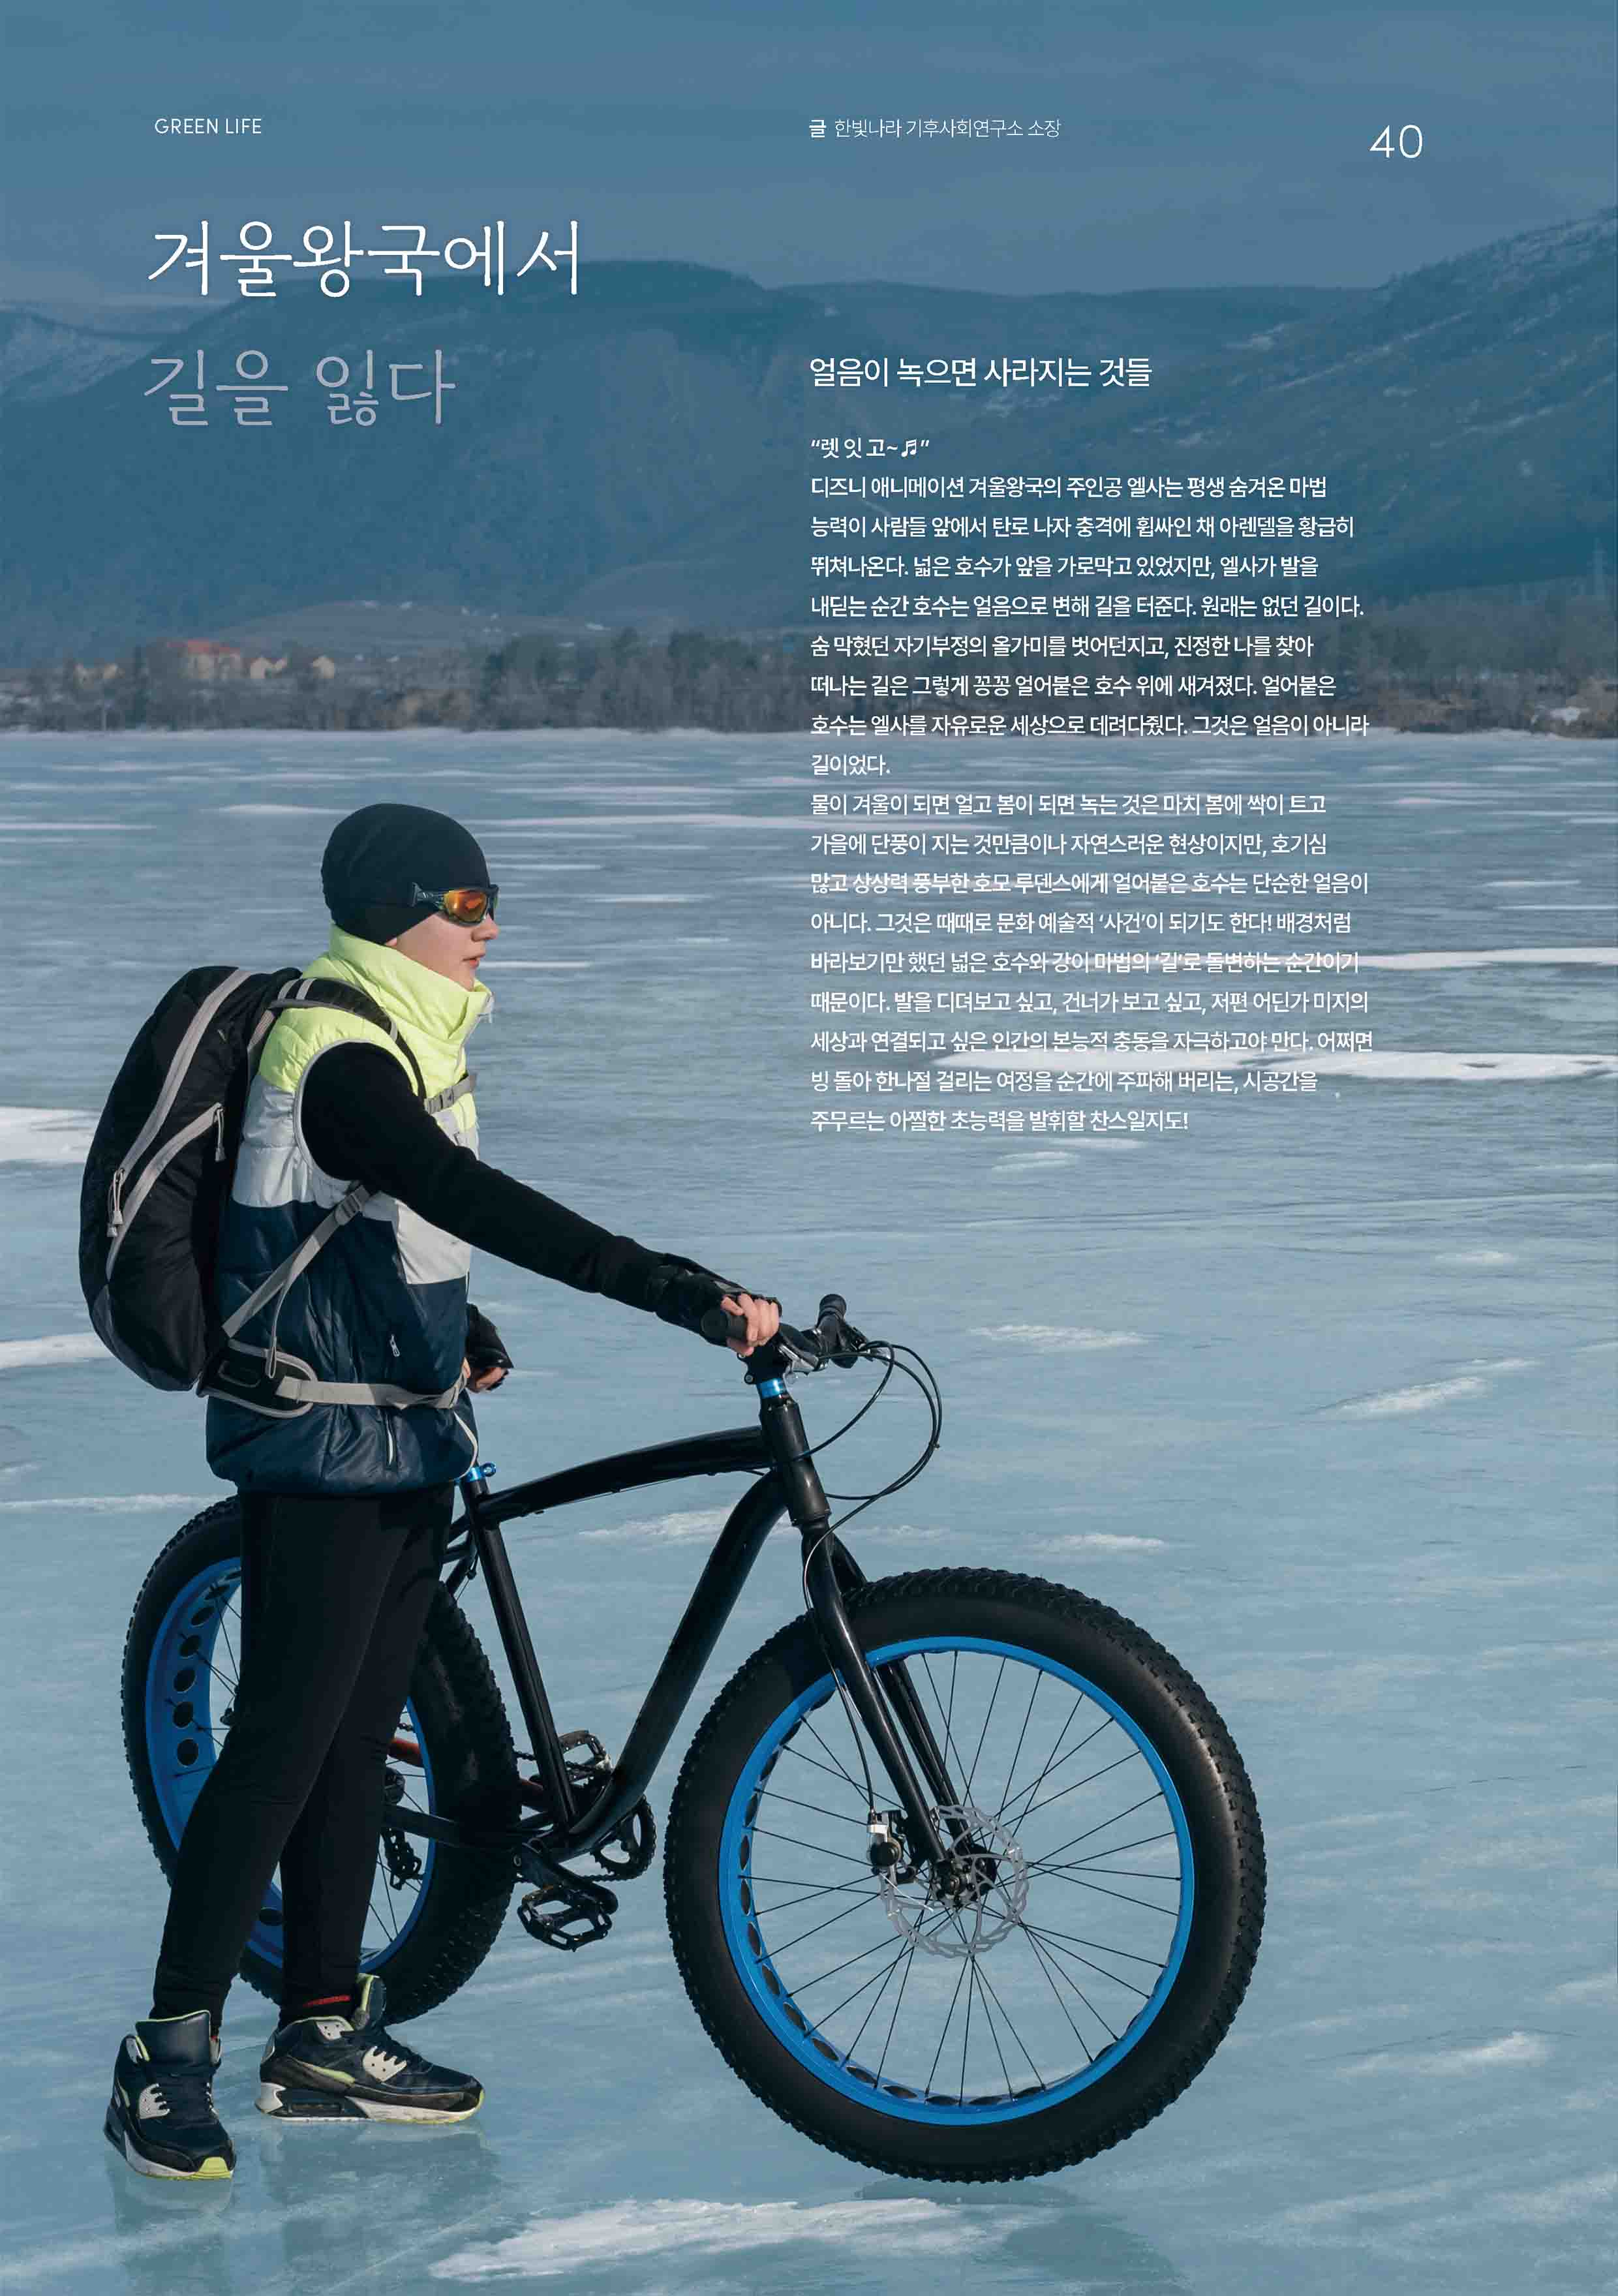 GREEN LIFE
글 한빛나라 기후사회연구소 소장
40
겨울왕국에서
길을 잃다
얼음이 녹으면 사라지는 것들
“렛 잇 고~♬”
디즈니 애니메이션 겨울왕국의 주인공 엘사는 평생 숨겨온 마법
능력이 사람들 앞에서 탄로 나자 충격에 휩싸인 채 아렌델을 황급히
뛰쳐나온다. 넓은 호수가 앞을 가로막고 있었지만, 엘사가 발을
내딛는 순간 호수는 얼음으로 변해 길을 터준다. 원래는 없던 길이다.
숨 막혔던 자기부정의 올가미를 벗어던지고, 진정한 나를 찾아
떠나는 길은 그렇게 꽁꽁 얼어붙은 호수 위에 새겨졌다. 얼어붙은
호수는 엘사를 자유로운 세상으로 데려다줬다. 그것은 얼음이 아니라
길이었다.
물이 겨울이 되면 얼고 봄이 되면 녹는 것은 마치 봄에 싹이 트고
가을에 단풍이 지는 것만큼이나 자연스러운 현상이지만, 호기심
많고 상상력 풍부한 호모 루덴스에게 얼어붙은 호수는 단순한 얼음이
아니다. 그것은 때때로 문화 예술적 ‘사건’이 되기도 한다! 배경처럼
바라보기만 했던 넓은 호수와 강이 마법의 ‘길’로 돌변하는 순간이기
때문이다. 발을 디뎌보고 싶고, 건너가 보고 싶고, 저편 어딘가 미지의
세상과 연결되고 싶은 인간의 본능적 충동을 자극하고야 만다. 어쩌면
빙 돌아 한나절 걸리는 여정을 순간에 주파해 버리는, 시공간을
주무르는 아찔한 초능력을 발휘할 찬스일지도!